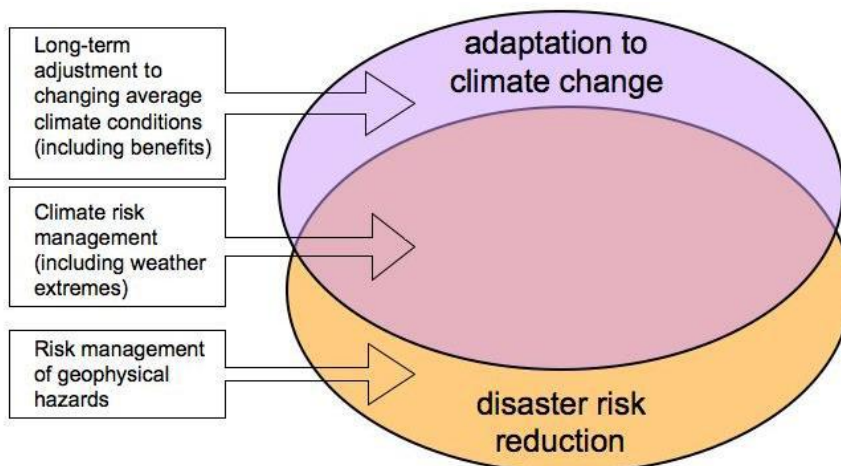 Long-term
adjustment to
changing average
climate conditions
(including benefits)
adaptation to
climate change
Climate risk
management
(including weather
extremes)
Risk management
of geophysical
hazards
disaster risk
reduction